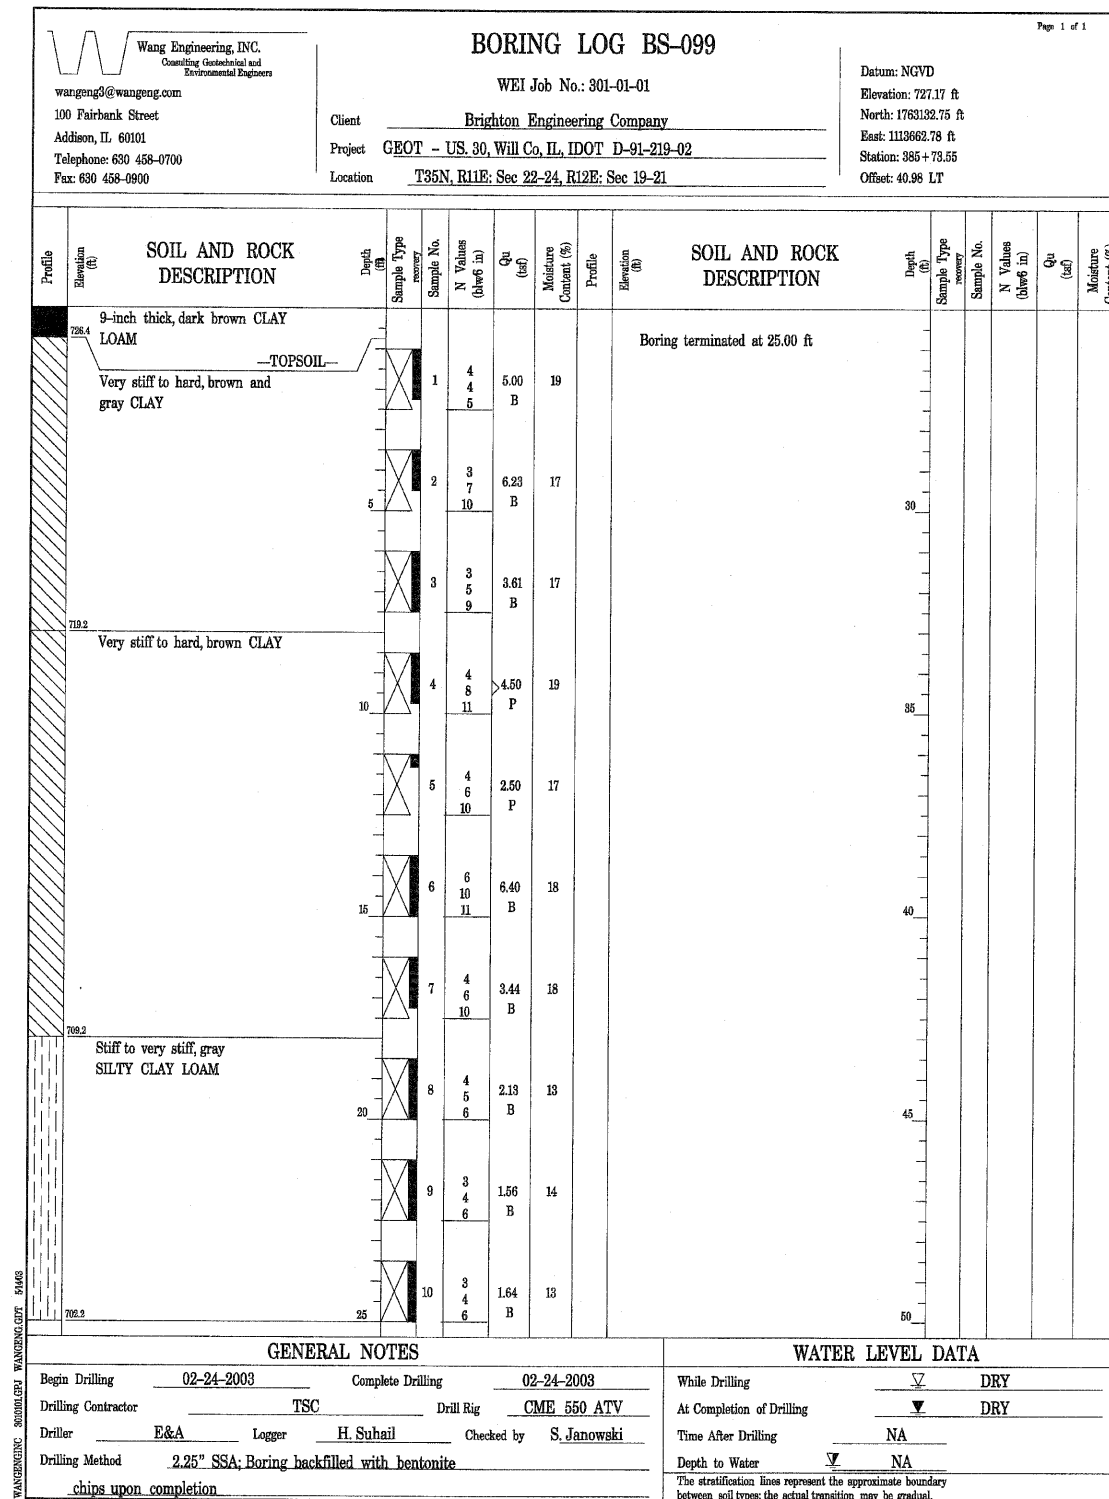 Page 1 of 1
Wang Engineering, INC.
Consulting Geotechnical and
Environmental Engineers
wangeng3@wangeng.com
100 Fairbank Street
Addison, IL 60101
Telephone: 630 458-0700
Fax: 630 458-0900
BORING LOG BS-099
WEI Job No.: 301-01-01
Client Brighton Engineering Company
Project GEOT - US. 30, Will Co, IL, IDOT D-91-219-02
Location T35N, R11E; Sec 22-24, R12E; Sec 19-21
Datum: NGVD
Elevation: 727.17 ft
North: 1763132.75 ft
East: 1113662.78 ft
Station: 385+73.55
Offset: 40.98 LT
Profile
Elevation (ft)
SOIL AND ROCK
DESCRIPTION
Depth (ft)
Sample Type recovery
Sample No.
N Values (blw/6 in)
Qu (tsf)
Moisture Content (%)
Profile
Elevation (ft)
SOIL AND ROCK
DESCRIPTION
Depth (ft)
Sample Type recovery
Sample No.
N Values (blw/6 in)
Qu (tsf)
Moisture Content (%)
9-inch thick, dark brown CLAY
726.4 LOAM
—TOPSOIL—
Very stiff to hard, brown and
gray CLAY
1 4 4 5 5.00 B 19
2 3 7 10 6.23 B 17
5
3 3 5 9 3.61 B 17
719.2
Very stiff to hard, brown CLAY
4 4 8 11 >4.50 P 19
10
5 4 6 10 2.50 P 17
6 6 10 11 6.40 B 18
15
7 4 6 10 3.44 B 18
709.2
Stiff to very stiff, gray
SILTY CLAY LOAM
8 4 5 6 2.13 B 13
20
9 3 4 6 1.56 B 14
10 3 4 6 1.64 B 13
702.2 25
Boring terminated at 25.00 ft
30
35
40
45
50
WANGENGINC 3010101.GPJ WANGENG.GDT 5/14/03
GENERAL NOTES
Begin Drilling 02-24-2003 Complete Drilling 02-24-2003
Drilling Contractor TSC Drill Rig CME 550 ATV
Driller E&A Logger H. Suhail Checked by S. Janowski
Drilling Method 2.25" SSA; Boring backfilled with bentonite
chips upon completion
WATER LEVEL DATA
While Drilling DRY
At Completion of Drilling DRY
Time After Drilling NA
Depth to Water NA
The stratification lines represent the approximate boundary
between soil types; the actual transition may be gradual.